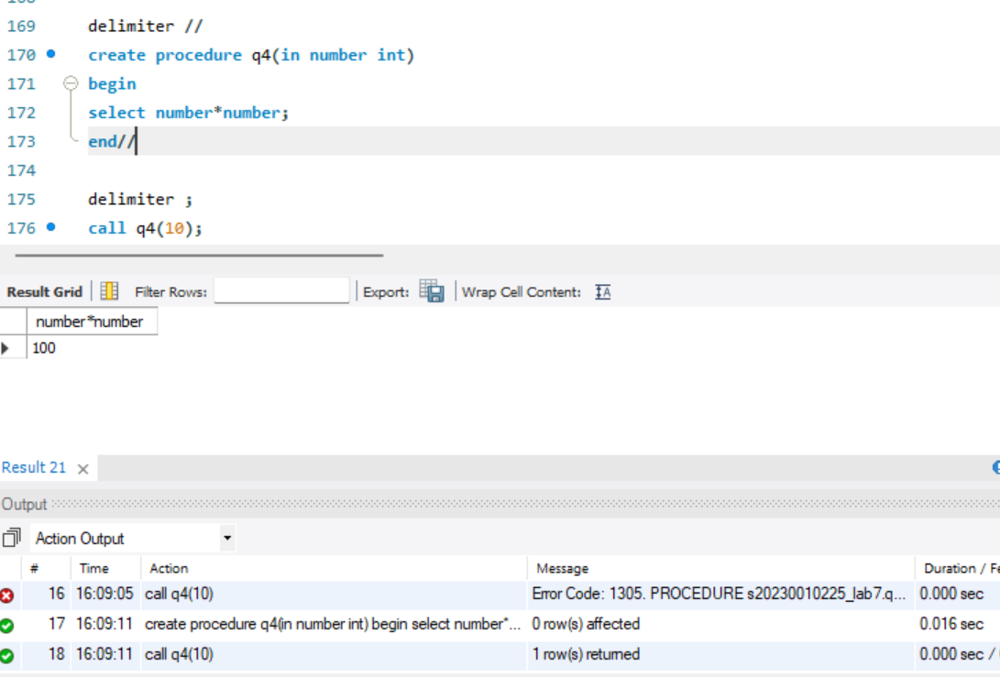 168
169 delimiter //
170 create procedure q4(in number int)
171 begin
172 select number*number;
173 end//
174
175 delimiter ;
176 call q4(10);
Result Grid Filter Rows: Export: Wrap Cell Content:
number*number
100
Result 21
Output
Action Output
# Time Action Message Duration / Fe
16 16:09:05 call q4(10) Error Code: 1305. PROCEDURE s20230010225_lab7.q... 0.000 sec
17 16:09:11 create procedure q4(in number int) begin select number*... 0 row(s) affected 0.016 sec
18 16:09:11 call q4(10) 1 row(s) returned 0.000 sec /